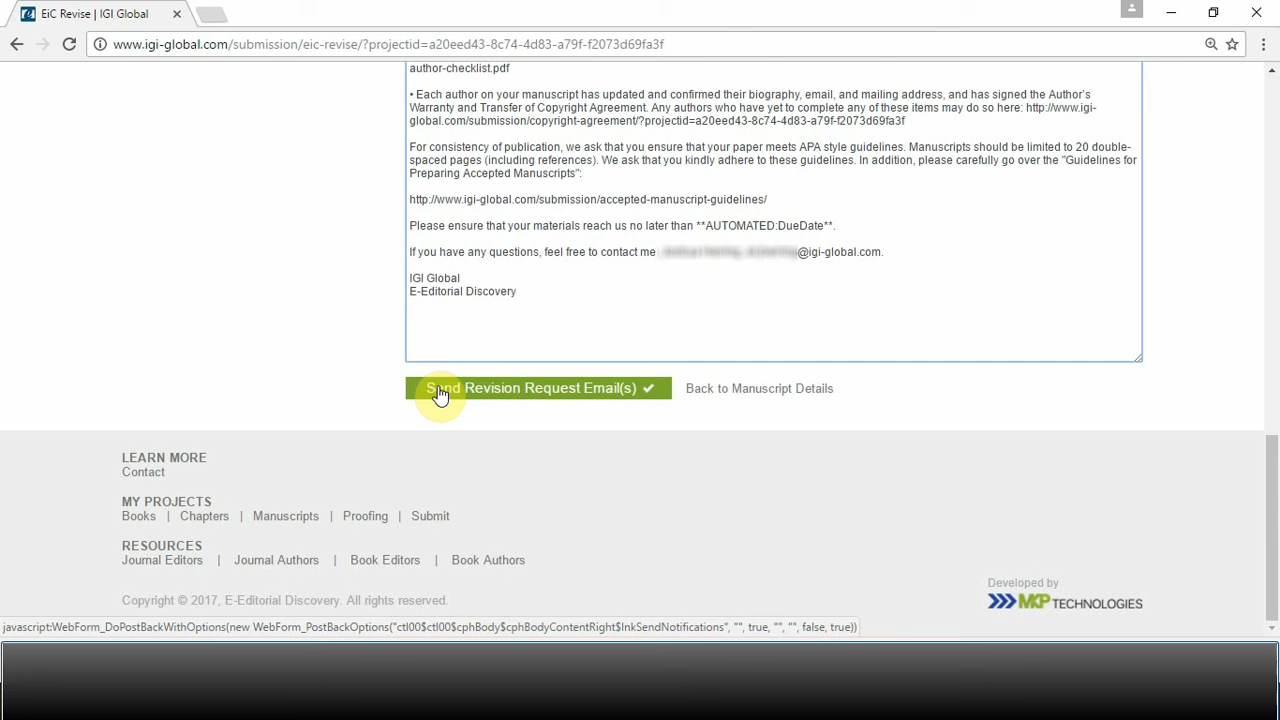 EiC Revise | IGI Global
www.igi-global.com/submission/eic-revise/?projectid=a20eed43-8c74-4d83-a79f-f2073d69fa3f
author-checklist.pdf
• Each author on your manuscript has updated and confirmed their biography, email, and mailing address, and has signed the Author's
Warranty and Transfer of Copyright Agreement. Any authors who have yet to complete any of these items may do so here: http://www.igi-
global.com/submission/copyright-agreement/?projectid=a20eed43-8c74-4d83-a79f-f2073d69fa3f
For consistency of publication, we ask that you ensure that your paper meets APA style guidelines. Manuscripts should be limited to 20 double-
spaced pages (including references). We ask that you kindly adhere to these guidelines. In addition, please carefully go over the "Guidelines for
Preparing Accepted Manuscripts":
http://www.igi-global.com/submission/accepted-manuscript-guidelines/
Please ensure that your materials reach us no later than **AUTOMATED:DueDate**.
If you have any questions, feel free to contact me @igi-global.com.
IGI Global
E-Editorial Discovery
Send Revision Request Email(s) ✔ Back to Manuscript Details
LEARN MORE
Contact
MY PROJECTS
Books | Chapters | Manuscripts | Proofing | Submit
RESOURCES
Journal Editors | Journal Authors | Book Editors | Book Authors
Developed by
MKP TECHNOLOGIES
Copyright © 2017, E-Editorial Discovery. All rights reserved.
javascript:WebForm_DoPostBackWithOptions(new WebForm_PostBackOptions("ctl00$ctl00$cphBody$cphBodyContentRight$lnkSendNotifications", "", true, "", "", false, true))